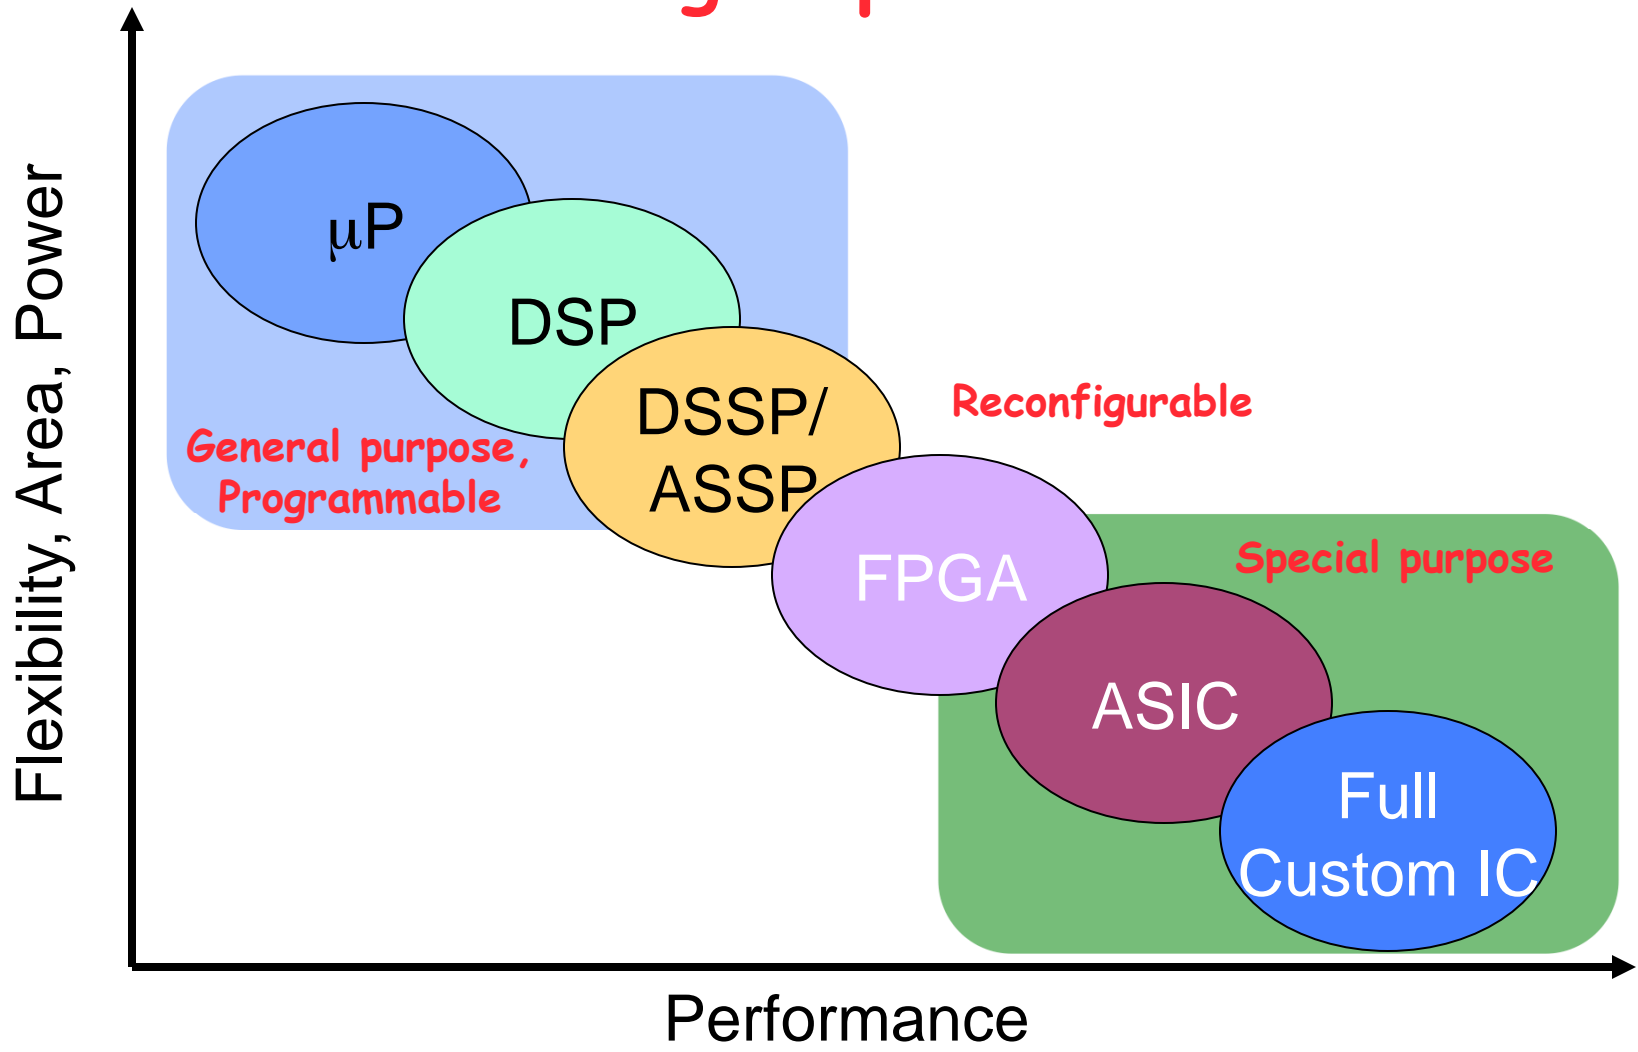 μP
DSP
DSSP/
ASSP
General purpose,
Programmable
Reconfigurable
FPGA
Special purpose
ASIC
Full
Custom IC
Flexibility, Area, Power
Performance